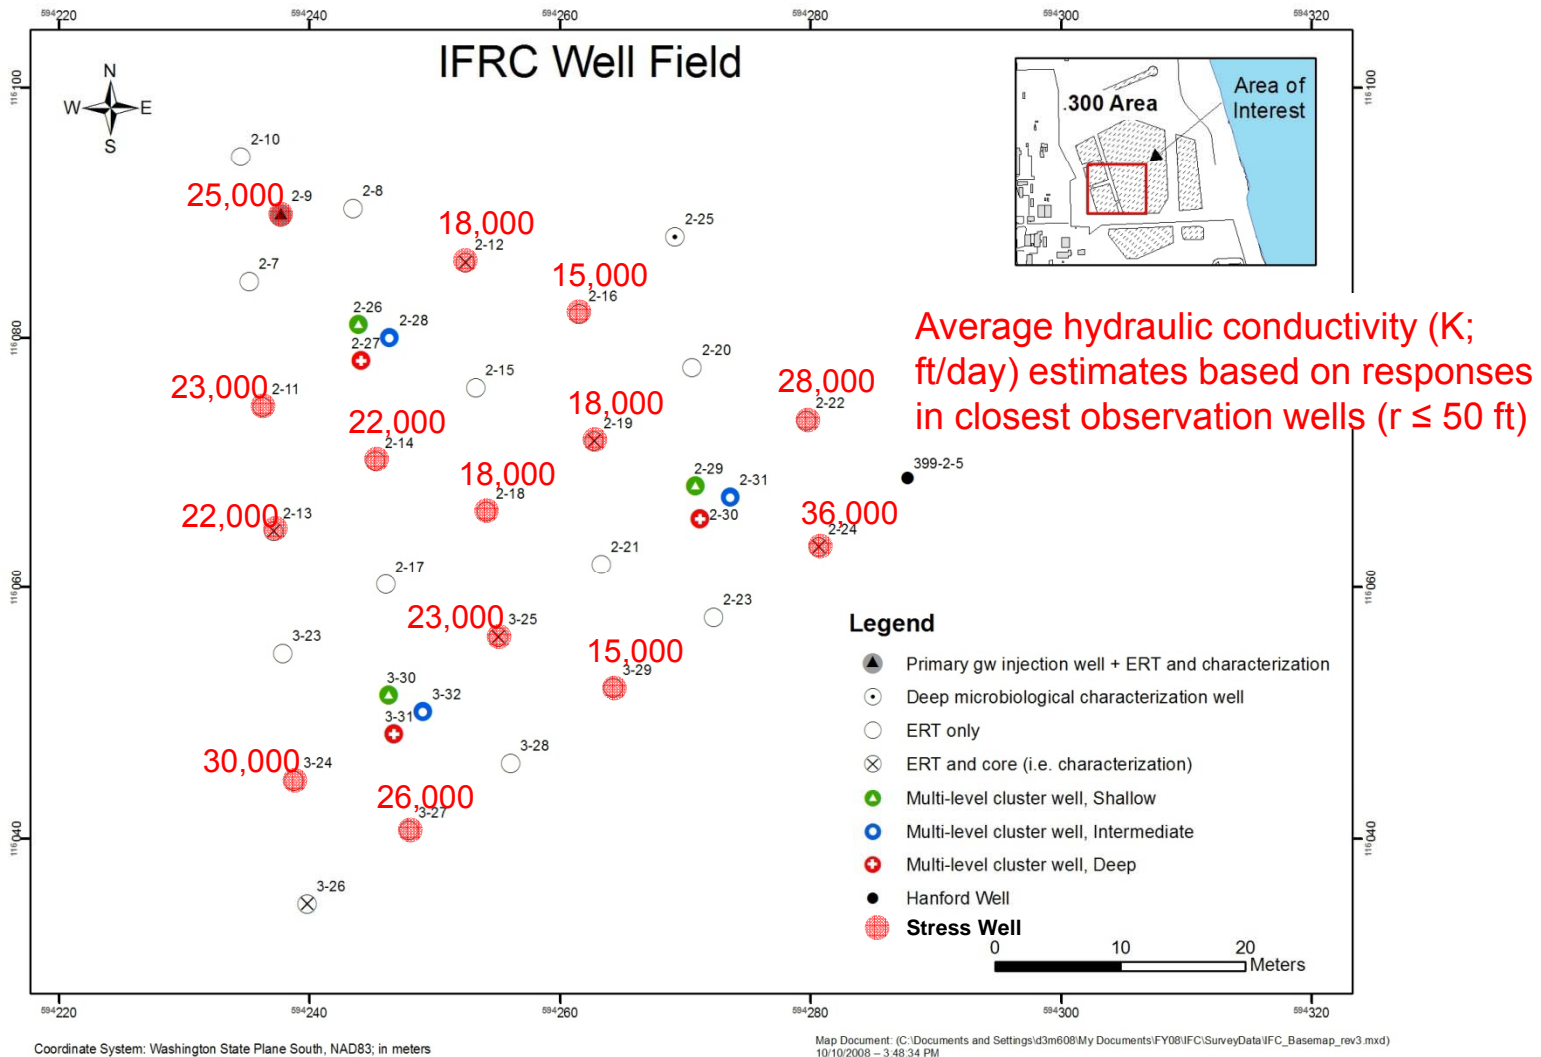 594220 594240 594260 594280 594300 594320
IFRC Well Field
N
W E
S
300 Area
Area of
Interest
116100 116100
2-10
25,000 2-9
2-8
18,000
2-12
2-25
2-7
15,000
2-16
2-26
2-28
2-27
116080
Average hydraulic conductivity (K;
ft/day) estimates based on responses
in closest observation wells (r ≤ 50 ft)
2-15
2-20
23,000 2-11
28,000
2-22
22,000
2-14
18,000
2-19
18,000
2-18
2-29
2-31
2-30
399-2-5
22,000 2-13
36,000
2-24
2-17
2-21
116060 116060
2-23
23,000 3-25
3-23
15,000
3-29
3-30
3-32
3-31
30,000 3-24
3-28
26,000
3-27
116040 116040
3-26
Legend
Primary gw injection well + ERT and characterization
Deep microbiological characterization well
ERT only
ERT and core (i.e. characterization)
Multi-level cluster well, Shallow
Multi-level cluster well, Intermediate
Multi-level cluster well, Deep
Hanford Well
Stress Well
0 10 20
Meters
594220 594240 594260 594280 594300 594320
Coordinate System: Washington State Plane South, NAD83; in meters
Map Document: (C:\Documents and Settings\d3m608\My Documents\FY08\IFC\SurveyData\IFC_Basemap_rev3.mxd)
10/10/2008 -- 3:48:34 PM